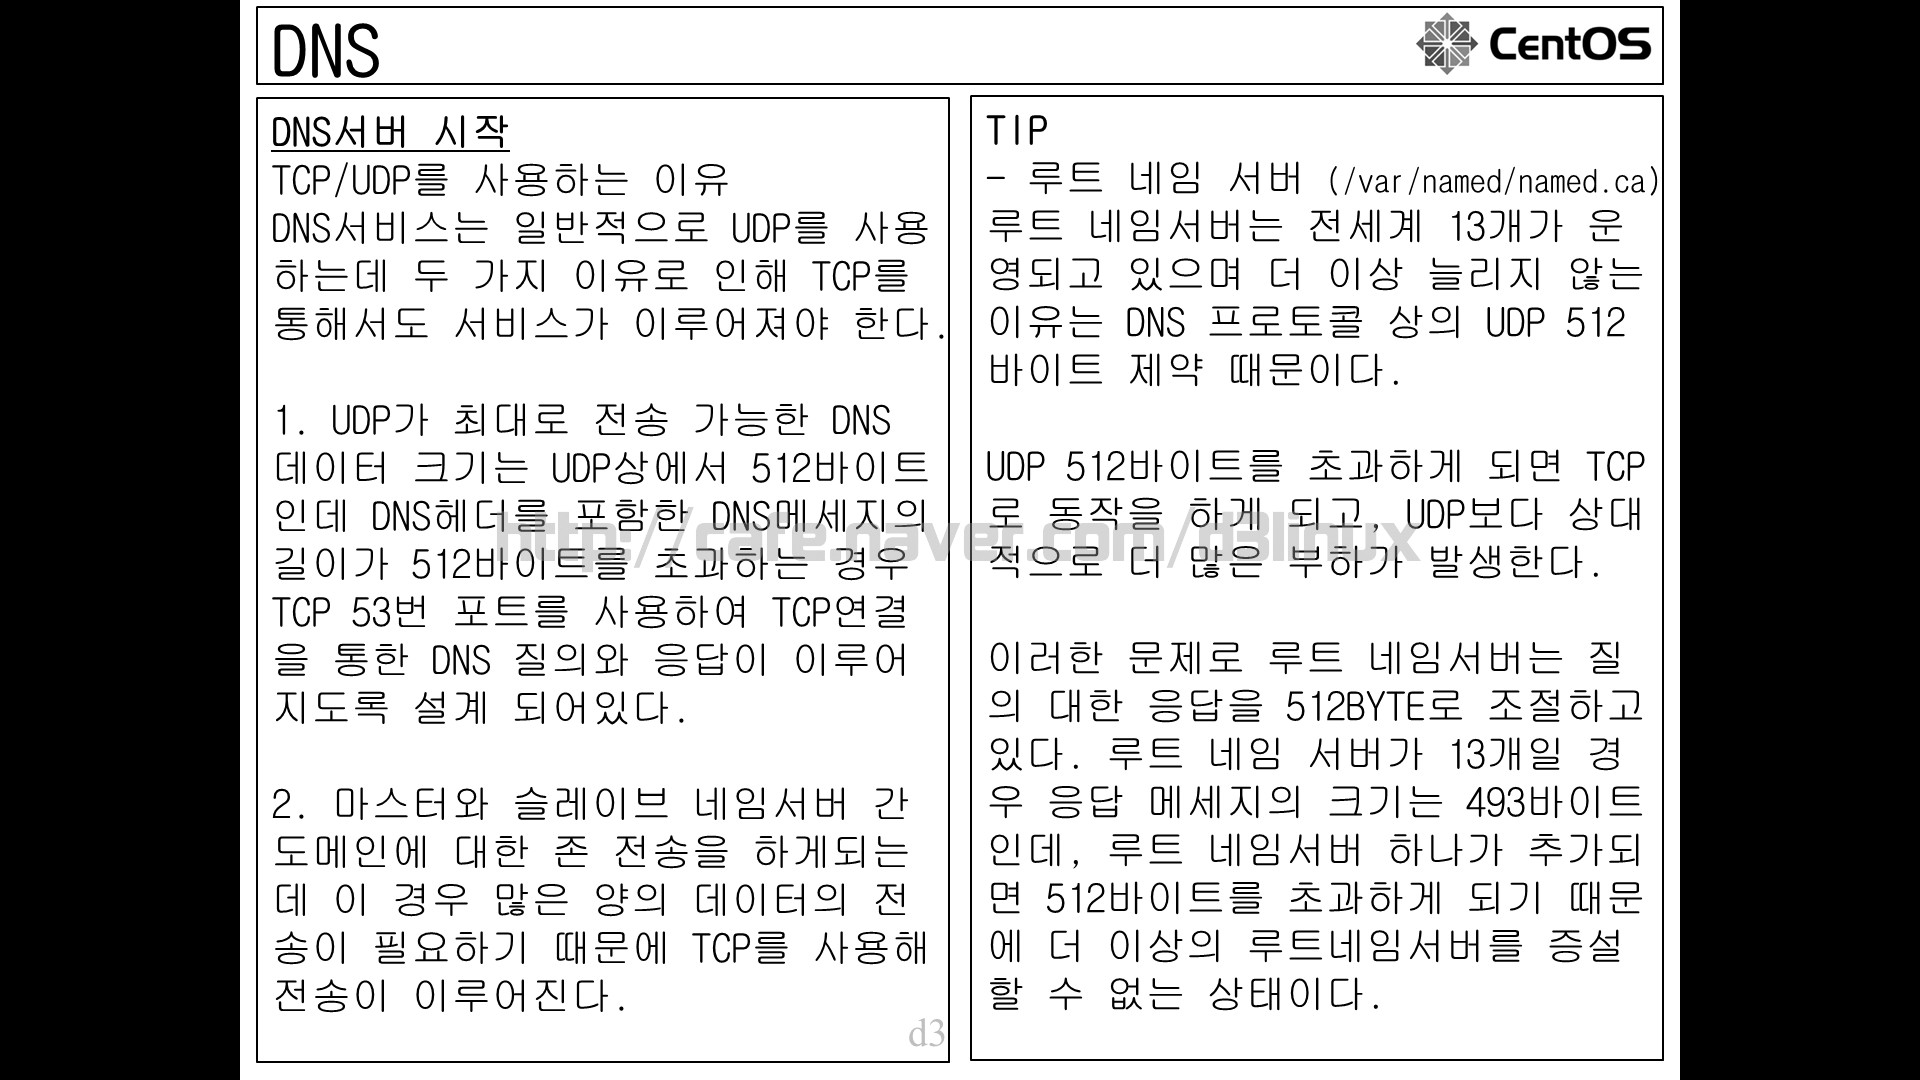 DNS
CentOS
DNS서버 시작
TCP/UDP를 사용하는 이유
DNS서비스는 일반적으로 UDP를 사용
하는데 두 가지 이유로 인해 TCP를
통해서도 서비스가 이루어져야 한다.
1. UDP가 최대로 전송 가능한 DNS
데이터 크기는 UDP상에서 512바이트
인데 DNS헤더를 포함한 DNS메세지의
길이가 512바이트를 초과하는 경우
TCP 53번 포트를 사용하여 TCP연결
을 통한 DNS 질의와 응답이 이루어
지도록 설계 되어있다.
2. 마스터와 슬레이브 네임서버 간
도메인에 대한 존 전송을 하게되는
데 이 경우 많은 양의 데이터의 전
송이 필요하기 때문에 TCP를 사용해
전송이 이루어진다.
d3
TIP
- 루트 네임 서버 (/var/named/named.ca)
루트 네임서버는 전세계 13개가 운
영되고 있으며 더 이상 늘리지 않는
이유는 DNS 프로토콜 상의 UDP 512
바이트 제약 때문이다.
UDP 512바이트를 초과하게 되면 TCP
로 동작을 하게 되고, UDP보다 상대
적으로 더 많은 부하가 발생한다.
이러한 문제로 루트 네임서버는 질
의 대한 응답을 512BYTE로 조절하고
있다. 루트 네임 서버가 13개일 경
우 응답 메세지의 크기는 493바이트
인데, 루트 네임서버 하나가 추가되
면 512바이트를 초과하게 되기 때문
에 더 이상의 루트네임서버를 증설
할 수 없는 상태이다.
http://cafe.naver.com/d3linux